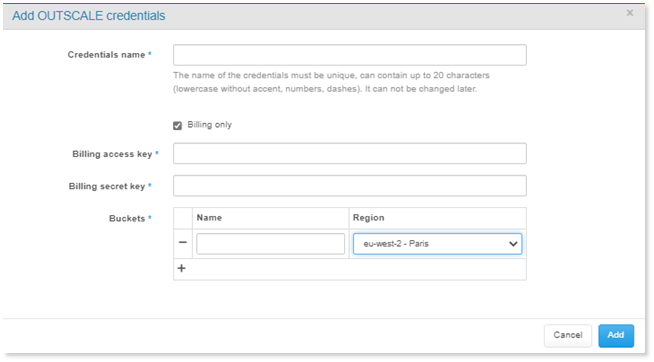 Add OUTSCALE credentials
×
Credentials name *
The name of the credentials must be unique, can contain up to 20 characters
(lowercase without accent, numbers, dashes). It can not be changed later.
Billing only
Billing access key *
Billing secret key *
Buckets *
Name Region
− eu-west-2 - Paris
+
Cancel Add